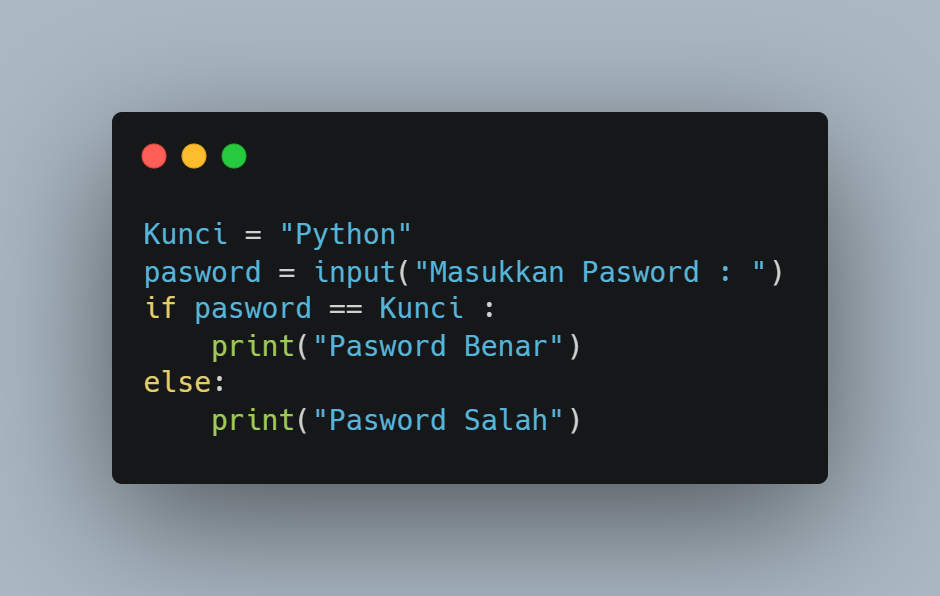 Kunci = "Python"
pasword = input("Masukkan Pasword : ")
if pasword == Kunci :
    print("Pasword Benar")
else:
    print("Pasword Salah")